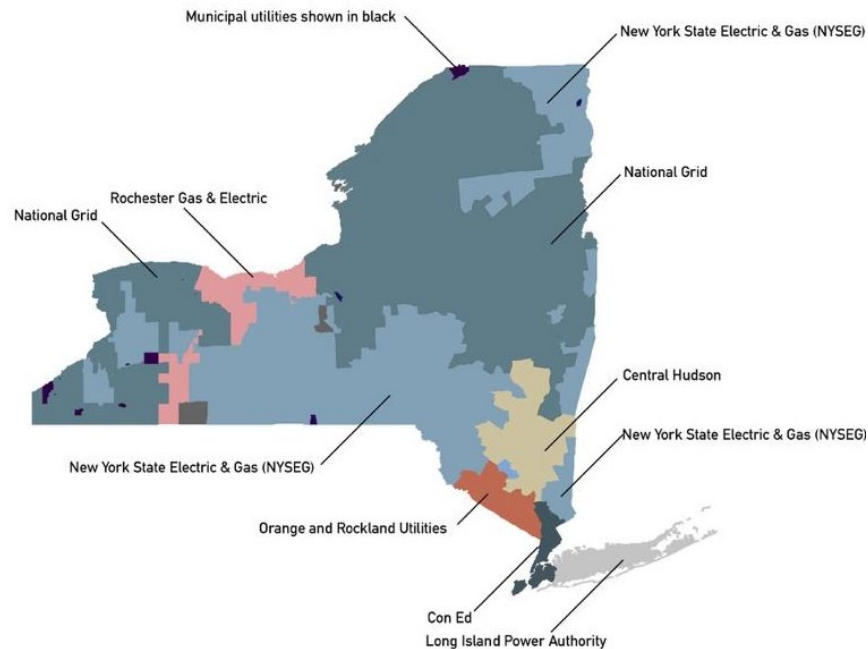 Municipal utilities shown in black
New York State Electric & Gas (NYSEG)
National Grid
Rochester Gas & Electric
National Grid
Central Hudson
New York State Electric & Gas (NYSEG)
New York State Electric & Gas (NYSEG)
Orange and Rockland Utilities
Con Ed
Long Island Power Authority